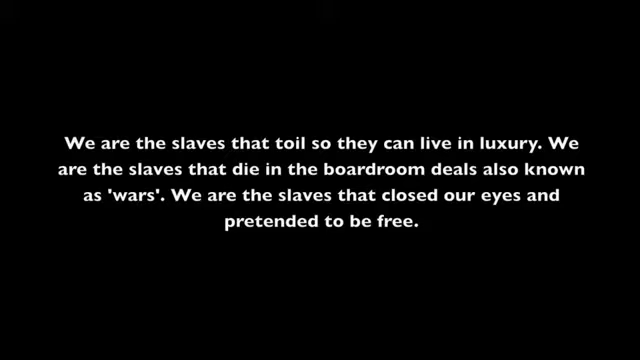 We are the slaves that toil so they can live in luxury. We
are the slaves that die in the boardroom deals also known
as 'wars'. We are the slaves that closed our eyes and
pretended to be free.